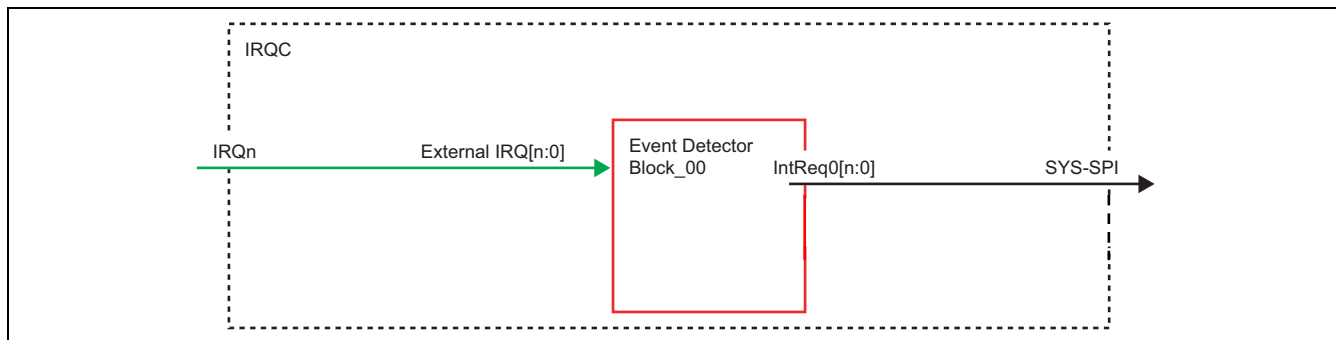 IRQC
IRQn
External IRQ[n:0]
Event Detector
Block_00
IntReq0[n:0]
SYS-SPI